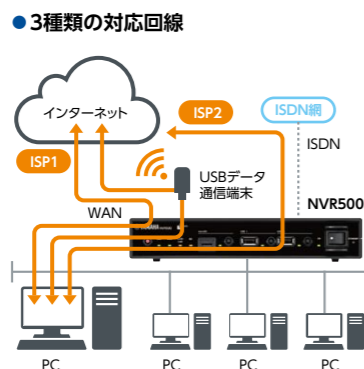 ● 3種類の対応回線
インターネット
ISP2
ISDN網
ISP1
ISDN
USBデータ
通信端末
WAN
NVR500
PC
PC
PC
PC